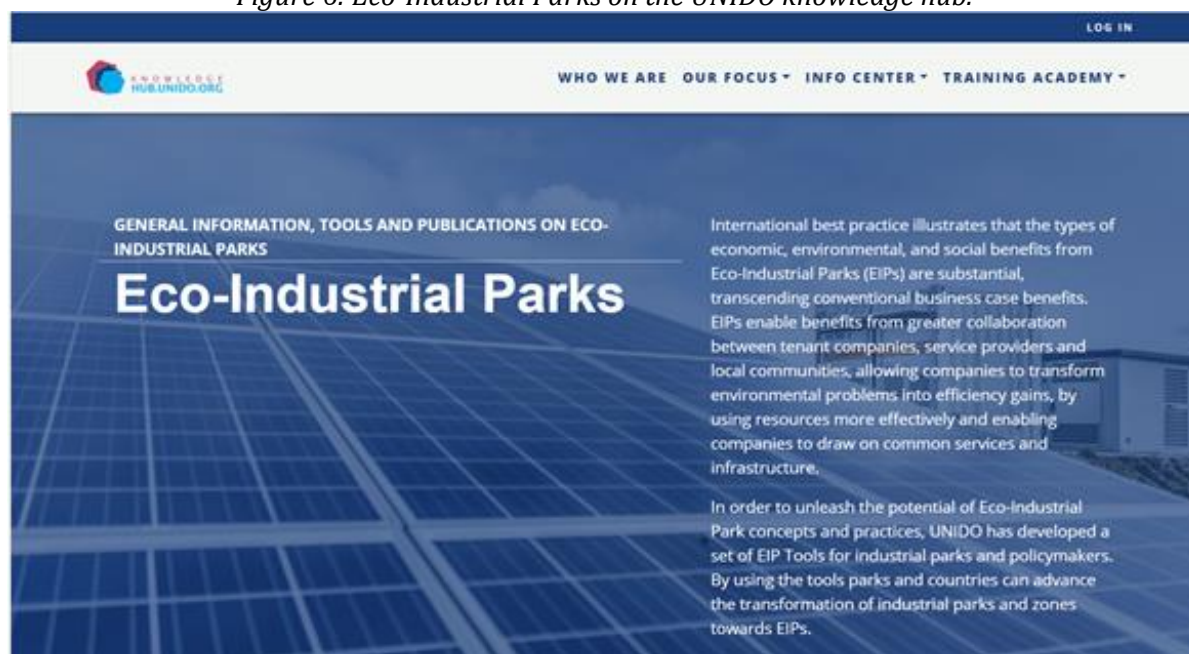 Figure 6: Eco-Industrial Parks on the UNIDO knowledge hub.
LOG IN
KNOWLEDGE
HUB.UNIDO.ORG
WHO WE ARE OUR FOCUS INFO CENTER TRAINING ACADEMY
GENERAL INFORMATION, TOOLS AND PUBLICATIONS ON ECO-
INDUSTRIAL PARKS
Eco-Industrial Parks
International best practice illustrates that the types of
economic, environmental, and social benefits from
Eco-Industrial Parks (EIPs) are substantial,
transcending conventional business case benefits.
EIPs enable benefits from greater collaboration
between tenant companies, service providers and
local communities, allowing companies to transform
environmental problems into efficiency gains, by
using resources more effectively and enabling
companies to draw on common services and
infrastructure.
In order to unleash the potential of Eco-Industrial
Park concepts and practices, UNIDO has developed a
set of EIP Tools for industrial parks and policymakers.
By using the tools parks and countries can advance
the transformation of industrial parks and zones
towards EIPs.